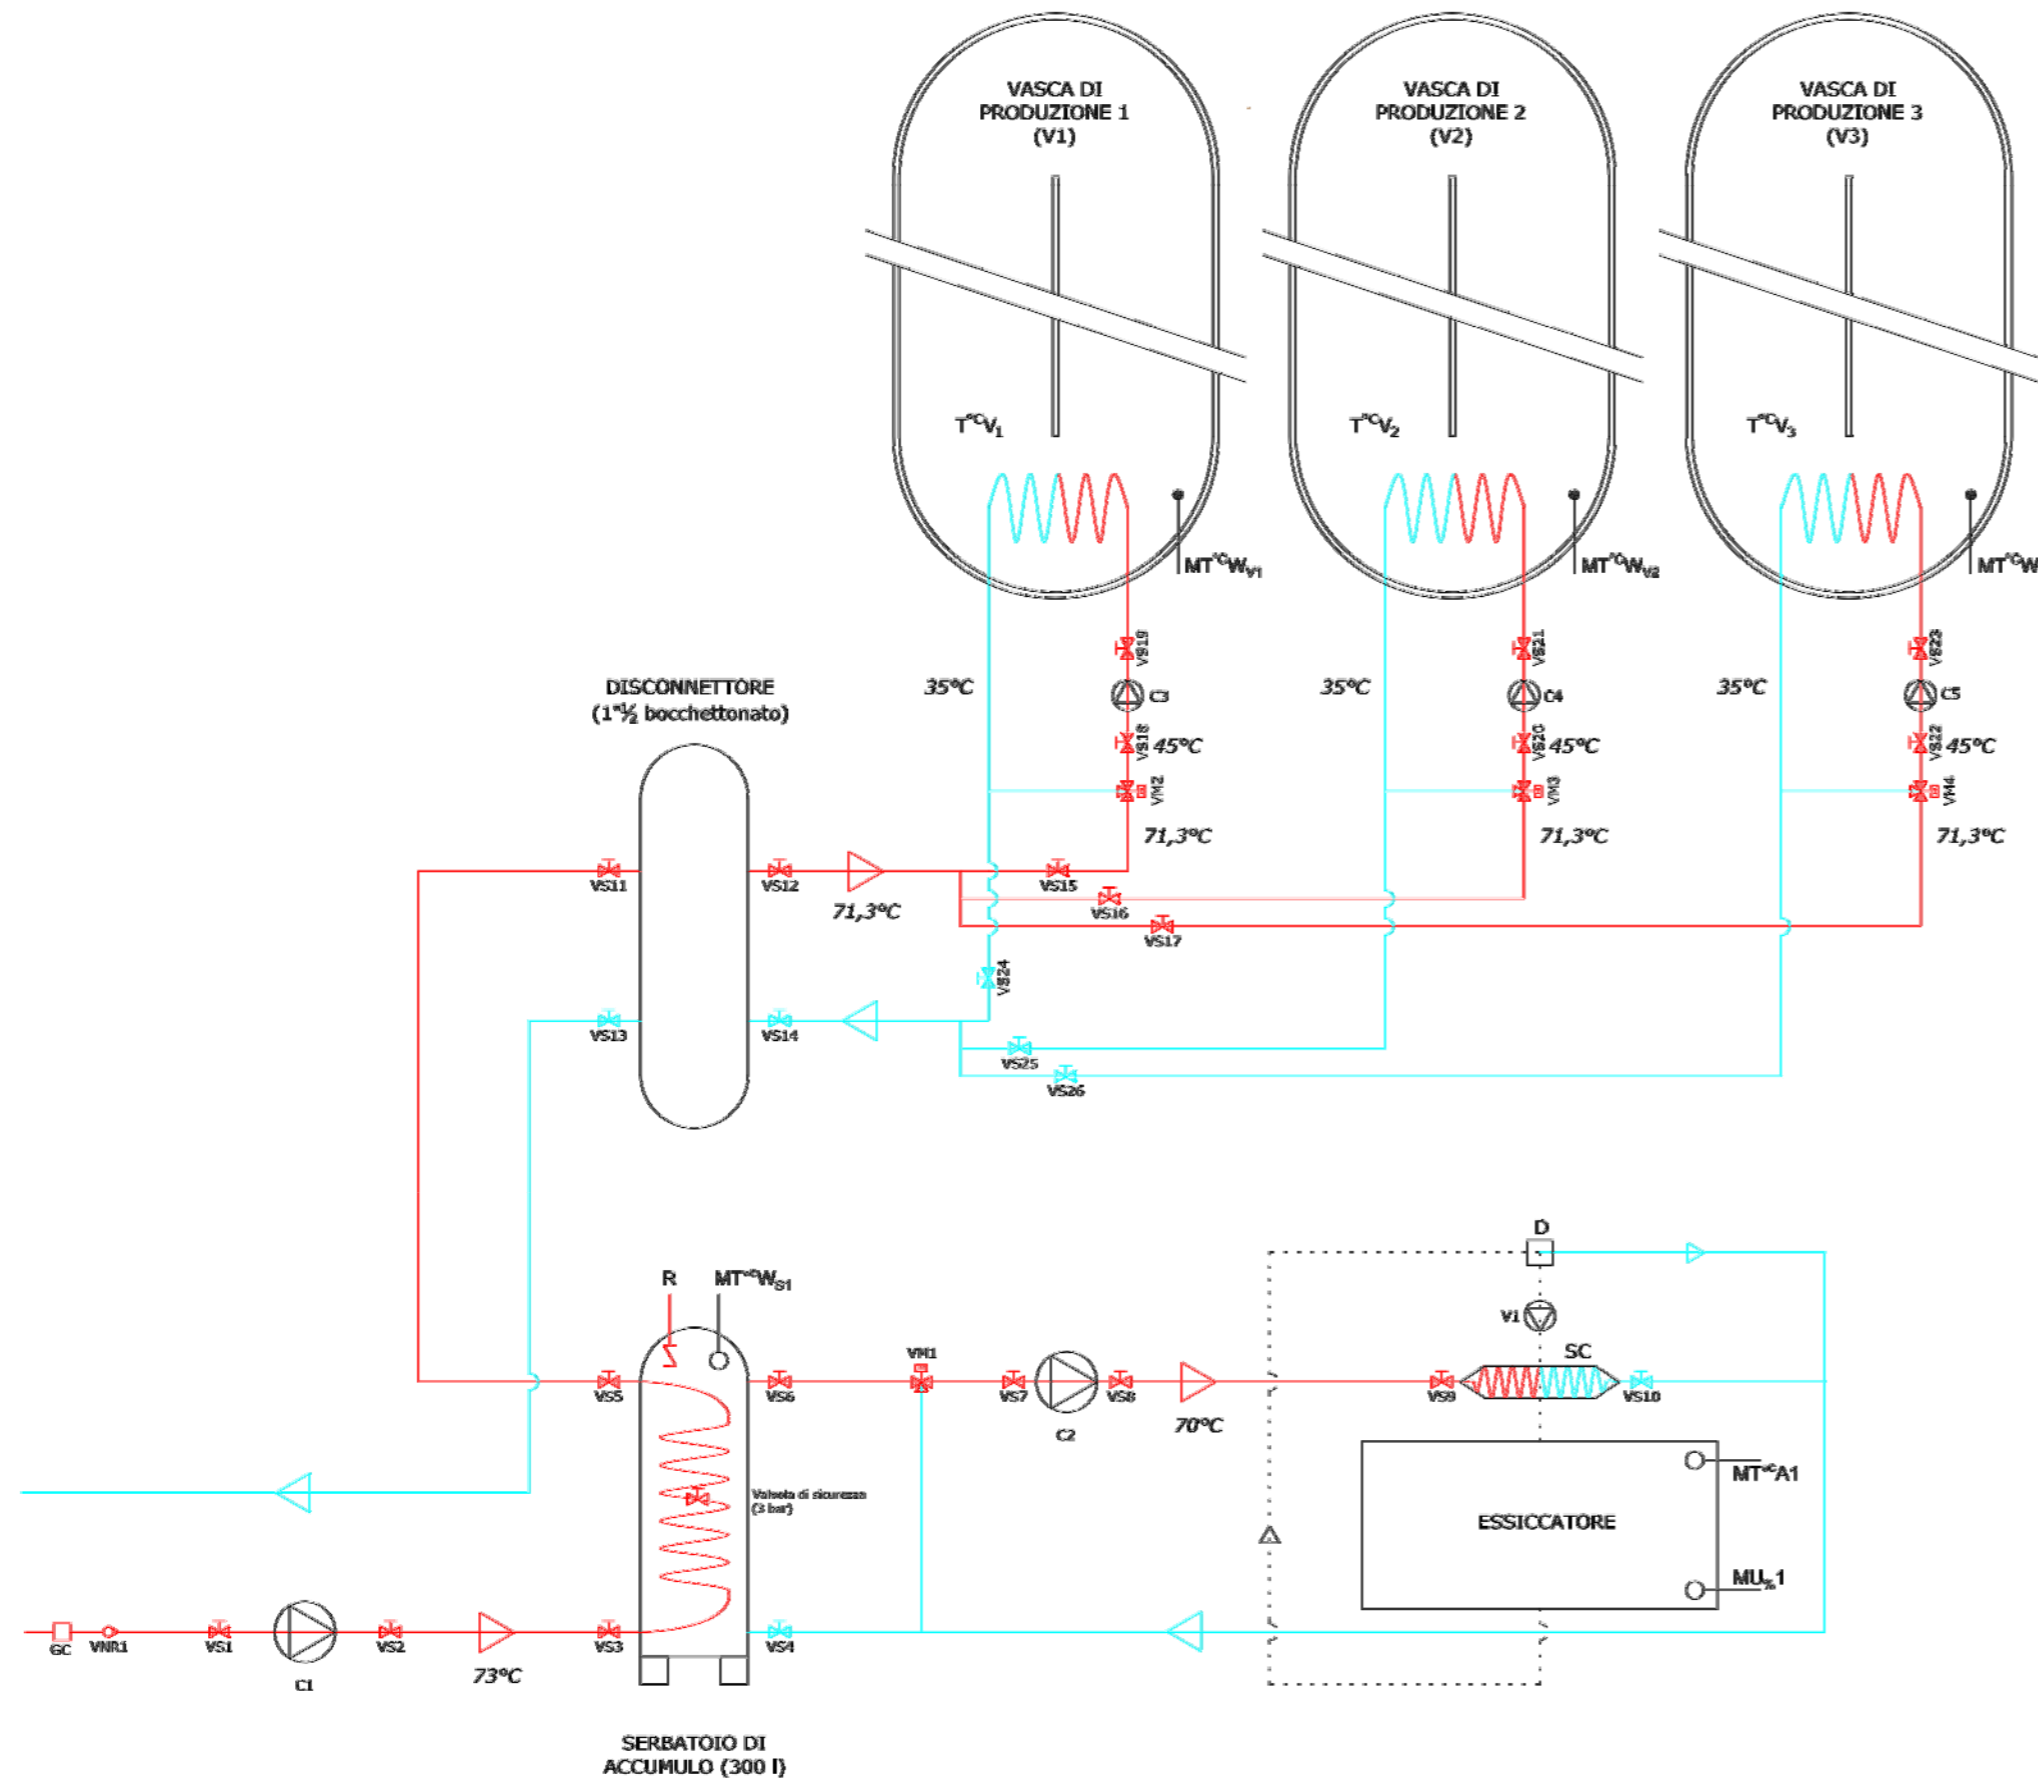 VASCA DI
PRODUZIONE 1
(V1)
VASCA DI
PRODUZIONE 2
(V2)
VASCA DI
PRODUZIONE 3
(V3)
T°CV1
T°CV2
T°CV3
MT°CWV1
MT°CWV2
MT°CW
VS19
VS21
VS23
35°C
C3
35°C
C4
35°C
C5
VS18
45°C
VS20
45°C
VS22
45°C
VM2
VM3
VM4
71,3°C
71,3°C
71,3°C
DISCONNETTORE
(1"½ bocchettonato)
VS11
VS12
71,3°C
VS15
VS16
VS17
VS24
VS13
VS14
VS25
VS26
D
V1
SC
R
MT°CWS1
VM1
VS5
VS6
VS7
C2
VS8
70°C
VS9
VS10
Valvola di sicurezza
(3 bar)
MT°CA1
ESSICCATORE
MU%1
GC
VNR1
VS1
C1
VS2
73°C
VS3
VS4
SERBATOIO DI
ACCUMULO (300 l)